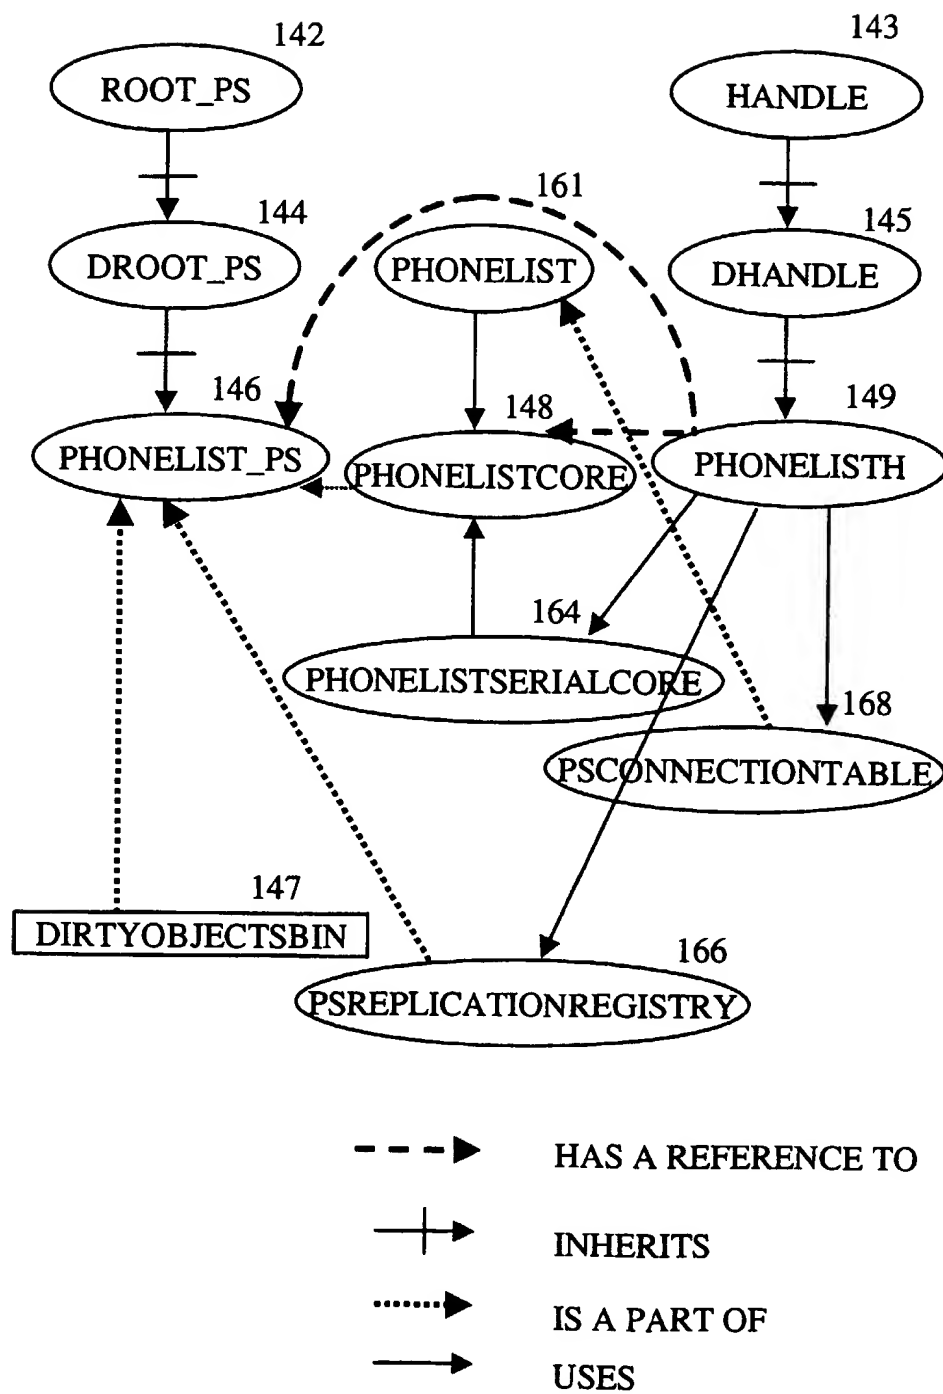 142
143
ROOT_PS
HANDLE
161
144
145
DROOT_PS
PHONELIST
DHANDLE
146
148
149
PHONELIST_PS
PHONELISTCORE
PHONELISTH
164
PHONELISTSERIALCORE
168
PSCONNECTIONTABLE
147
DIRTYOBJECTSBIN
166
PSREPLICATIONREGISTRY
HAS A REFERENCE TO
INHERITS
IS A PART OF
USES